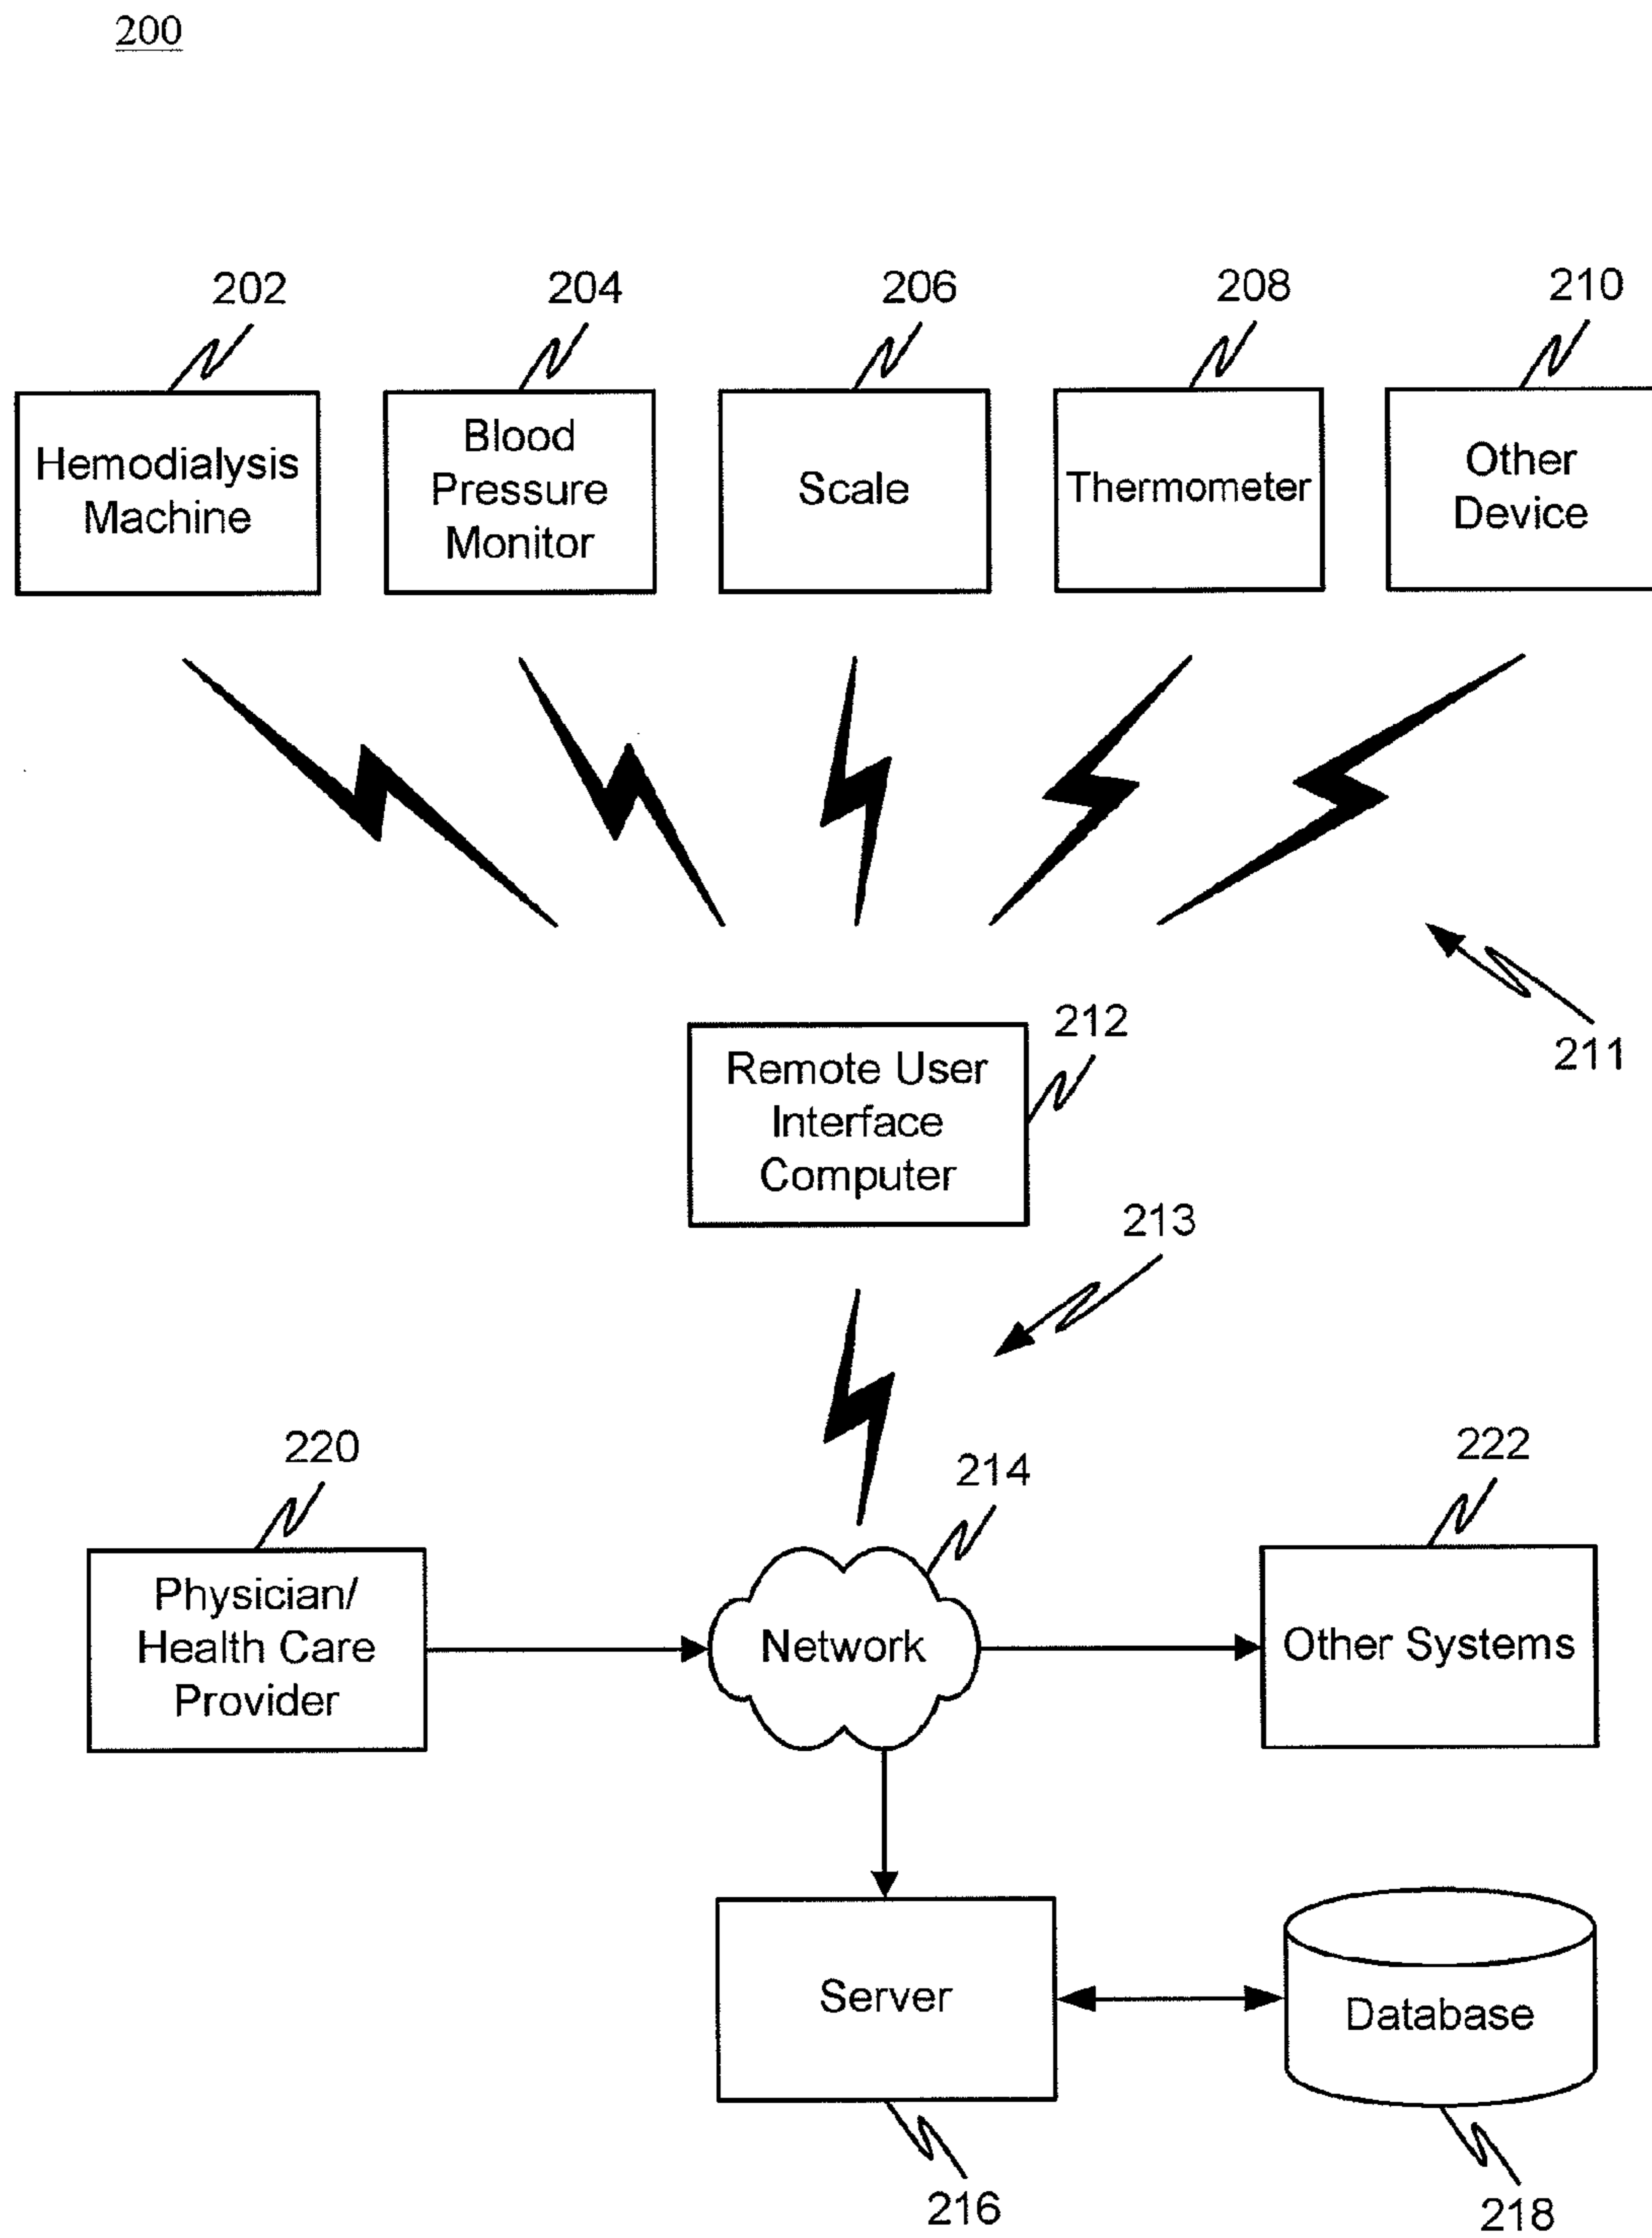 200
202
204
206
208
210
Hemodialysis
Machine
Blood
Pressure
Monitor
Scale
Thermometer
Other
Device
211
212
Remote User
Interface
Computer
213
214
220
Physician/
Health Care
Provider
Network
222
Other Systems
Server
Database
216
218